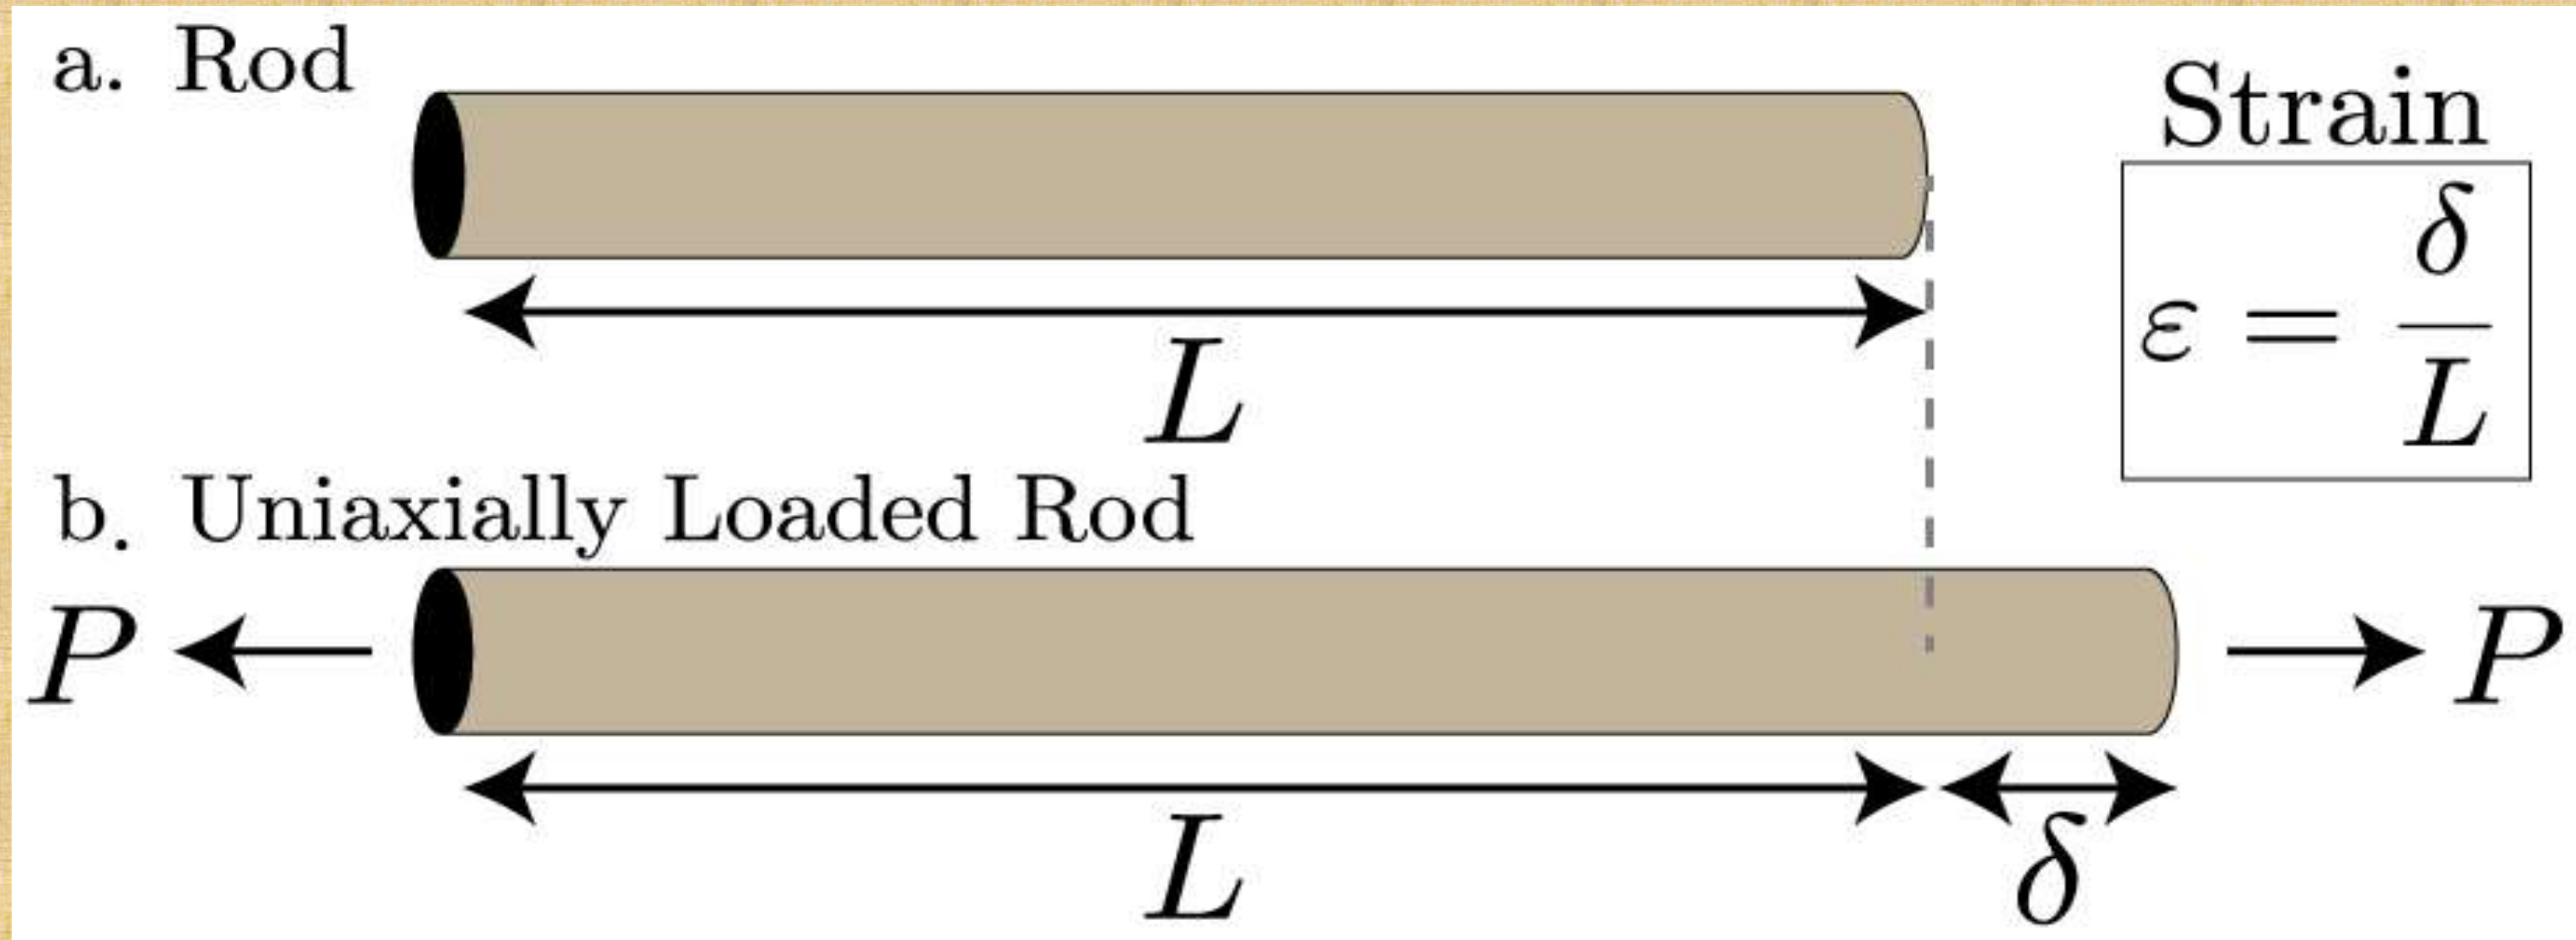 a. Rod
L
Strain
ε = δ/L
b. Uniaxially Loaded Rod
P
P
L
δ